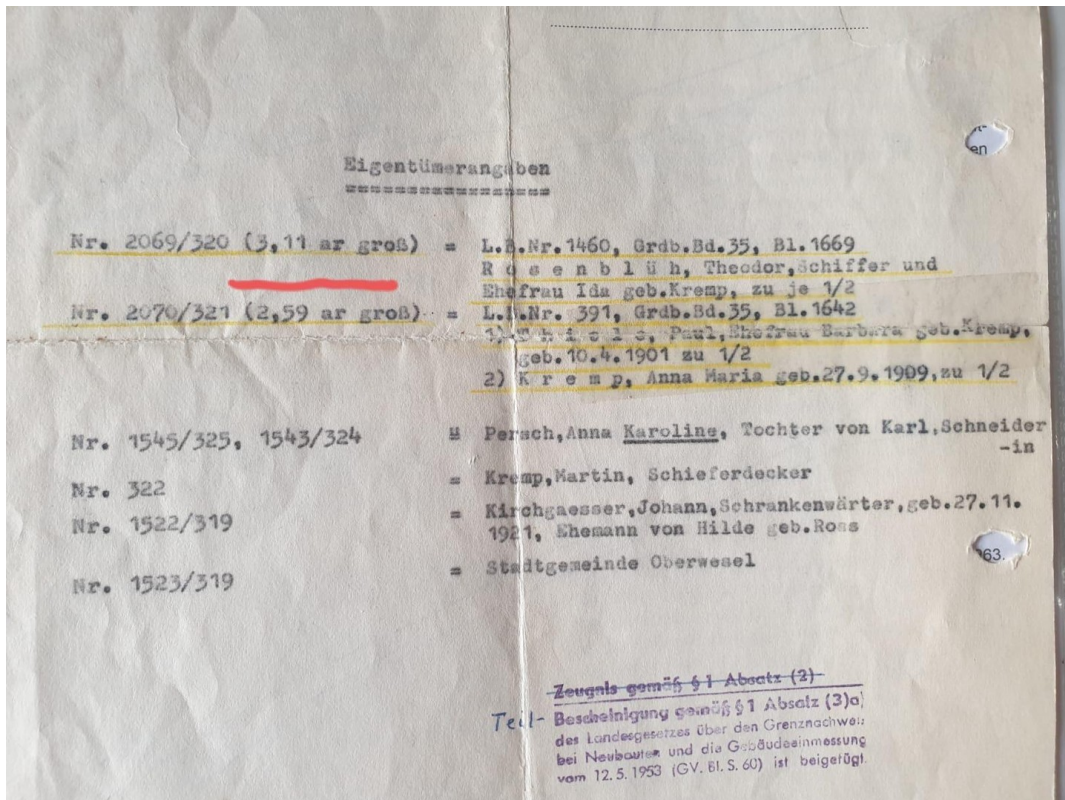 en
Eigentümerangaben
================
Nr. 2069/320 (3,11 ar groß) = L.B.Nr.1460, Grdb.Bd.35, Bl.1669
R o s e n b l ü h, Theodor,Schiffer und
Ehefrau Ida geb.Kremp, zu je 1/2
Nr. 2070/321 (2,59 ar groß) = L.B.Nr. 391, Grdb.Bd.35, Bl.1642
1) Paul,Ehefrau Barbara geb.Kremp,
geb.10.4.1901 zu 1/2
2) K r e m p, Anna Maria geb.27.9.1909,zu 1/2
Nr. 1545/325, 1543/324 = Persch,Anna Karoline, Tochter von Karl,Schneider
-in
Nr. 322 = Kremp,Martin, Schieferdecker
Nr. 1522/319 = Kirchgaesser,Johann,Schrankenwärter,geb.27.11.
1921, Ehemann von Hilde geb.Ross
Nr. 1523/319 = Stadtgemeinde Oberwesel
963.
Zeugnis gemäß § 1 Absatz (2)
Teil- Bescheinigung gemäß § 1 Absatz (3)a)
des Landesgesetzes über den Grenznachweis
bei Neubauten und die Gebäudeeinmessung
vom 12.5.1953 (GV. Bl. S. 60) ist beigefügt.